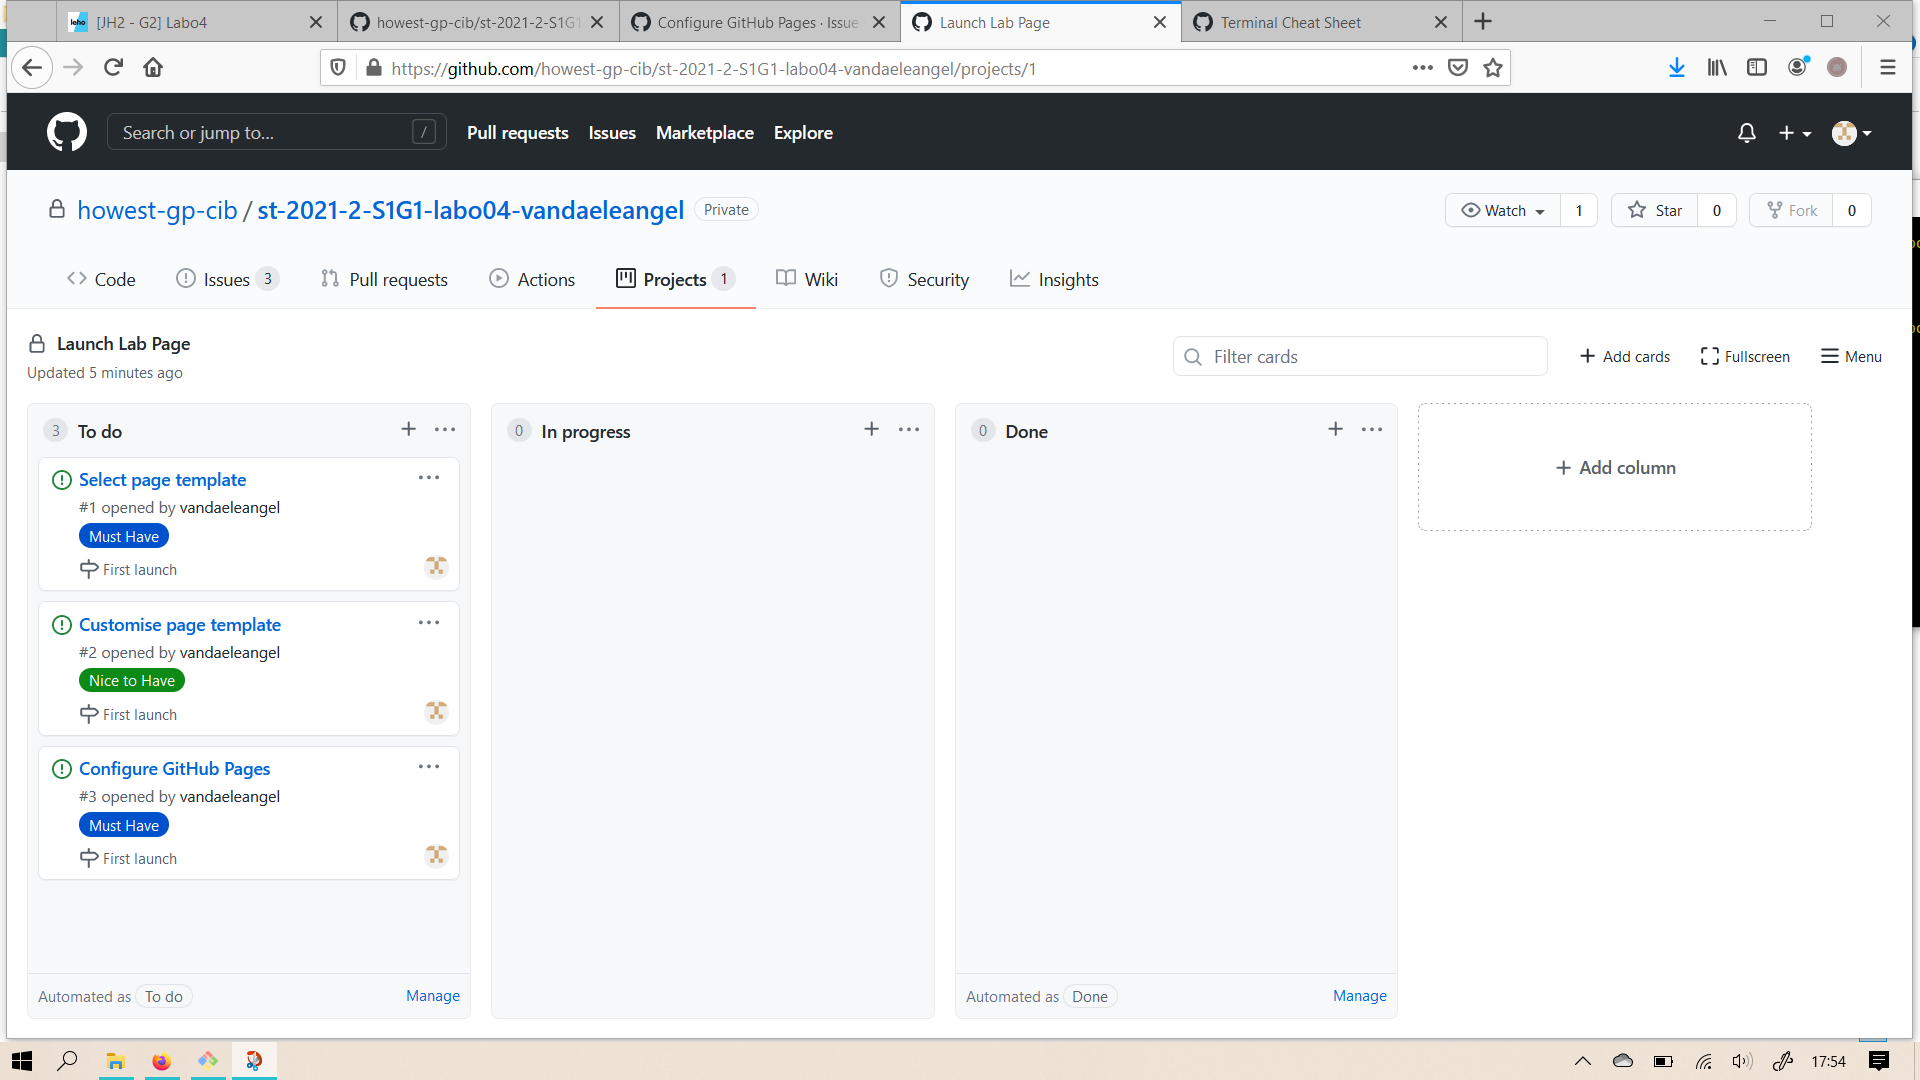 [JH2 - G2] Labo4
howest-gp-cib/st-2021-2-S1G1
Configure GitHub Pages · Issue
Launch Lab Page
Terminal Cheat Sheet
https://github.com/howest-gp-cib/st-2021-2-S1G1-labo04-vandaeleangel/projects/1
Search or jump to... /
Pull requests Issues Marketplace Explore
howest-gp-cib / st-2021-2-S1G1-labo04-vandaeleangel Private
Watch 1 Star 0 Fork 0
Code Issues 3 Pull requests Actions Projects 1 Wiki Security Insights
Launch Lab Page
Updated 5 minutes ago
Filter cards
Add cards Fullscreen Menu
3 To do
Select page template
#1 opened by vandaeleangel
Must Have
First launch
Customise page template
#2 opened by vandaeleangel
Nice to Have
First launch
Configure GitHub Pages
#3 opened by vandaeleangel
Must Have
First launch
Automated as To do Manage
0 In progress
0 Done
Automated as Done Manage
Add column
17:54